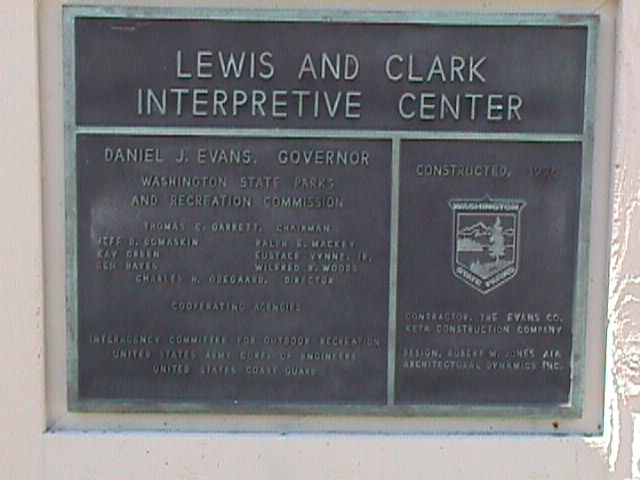 LEWIS AND CLARK
INTERPRETIVE CENTER
DANIEL J. EVANS. GOVERNOR
WASHINGTON STATE PARKS
AND RECREATION COMMISSION
THOMAS C. GARRETT, CHAIRMAN
JEFF D. DOMASKIN
RALPH E. MACKEY
KAY GREEN
EUSTACE VYNNE, JR.
BEN HAYES
WILFRED R. WOODS
CHARLES H. ODEGAARD, DIRECTOR
COOPERATING AGENCIES
INTERAGENCY COMMITTEE FOR OUTDOOR RECREATION
UNITED STATES ARMY CORPS OF ENGINEERS
UNITED STATES COAST GUARD
CONSTRUCTED,
WASHINGTON
STATE PARKS
CONTRACTOR, THE EVANS CO.
KETA CONSTRUCTION COMPANY
DESIGN, ROBERT M. JONES AIA
ARCHITECTURAL DYNAMICS INC.